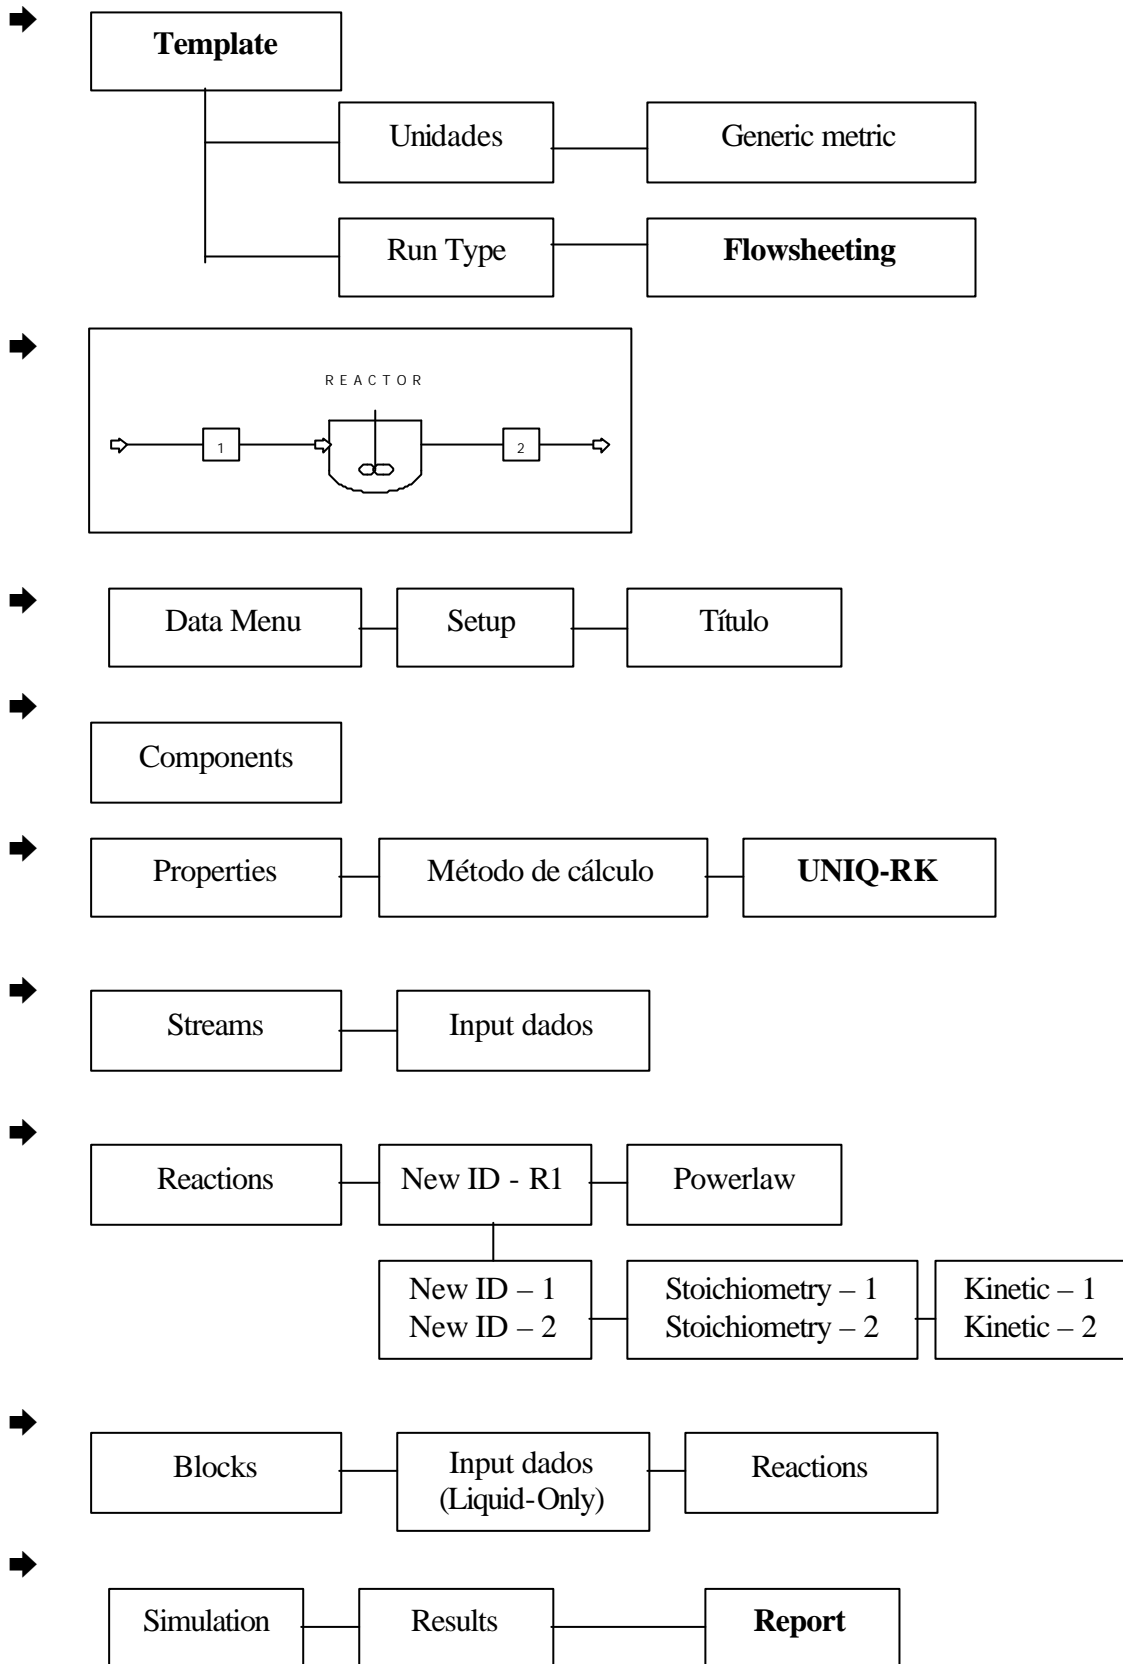 Template
Unidades
Generic metric
Run Type
Flowsheeting
REACTOR
1
2
Data Menu
Setup
Título
Components
Properties
Método de cálculo
UNIQ-RK
Streams
Input dados
Reactions
New ID - R1
Powerlaw
New ID – 1
New ID – 2
Stoichiometry – 1
Stoichiometry – 2
Kinetic – 1
Kinetic – 2
Blocks
Input dados
(Liquid-Only)
Reactions
Simulation
Results
Report